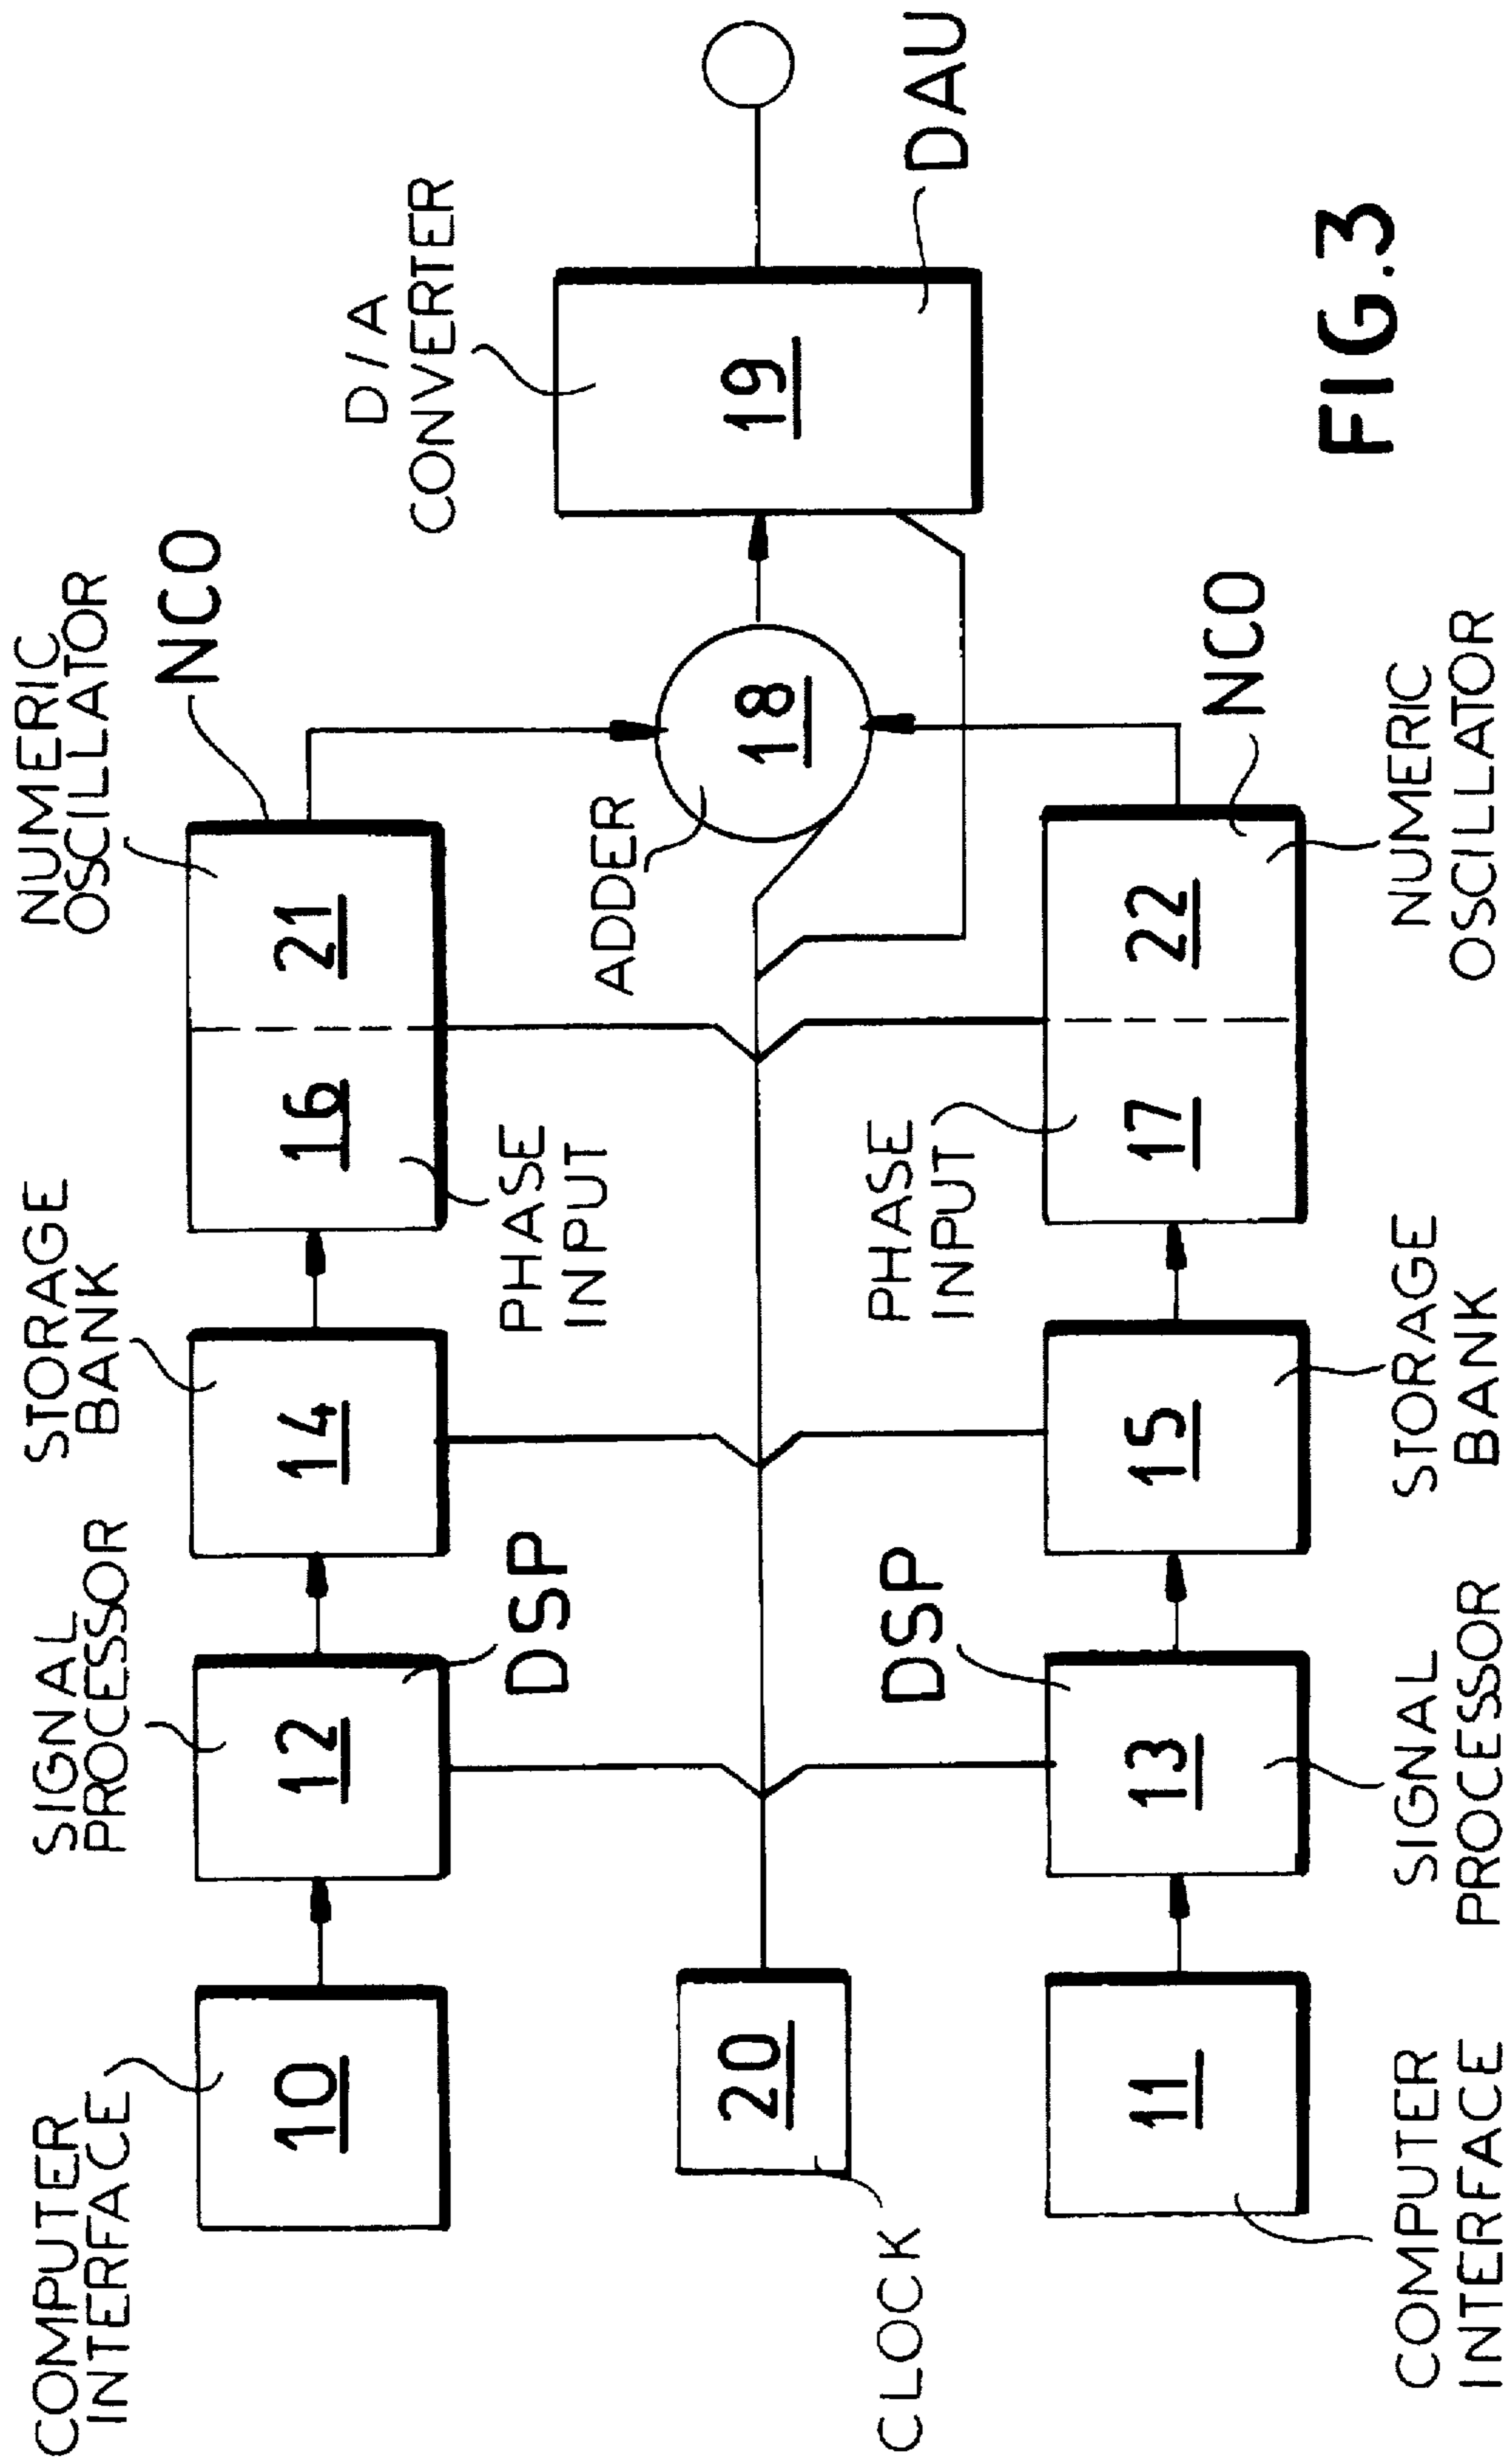 COMPUTER
INTERFACE
SIGNAL
PROCESSOR
STORAGE
BANK
NUMERIC
OSCILLATOR
NCO
10
12
14
16
21
DSP
PHASE
INPUT
D/A
CONVERTER
ADDER
20
18
19
CLOCK
DSP
PHASE
INPUT
DAU
11
13
15
17
22
NCO
COMPUTER
INTERFACE
SIGNAL
PROCESSOR
STORAGE
BANK
NUMERIC
OSCILLATOR
FIG.3